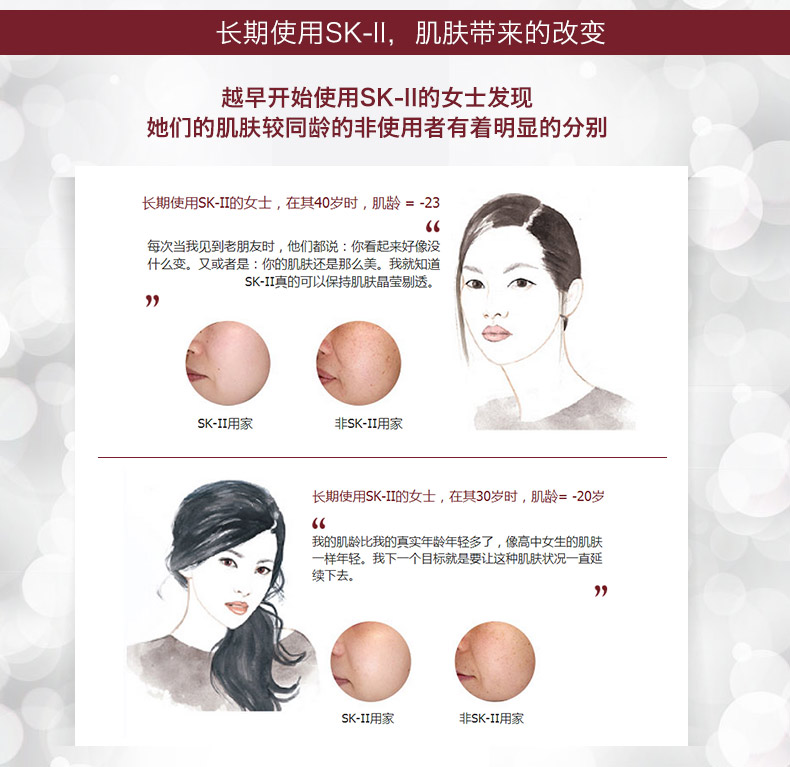 长期使用SK-II，肌肤带来的改变
越早开始使用SK-II的女士发现
她们的肌肤较同龄的非使用者有着明显的分别
长期使用SK-II的女士，在其40岁时，肌龄 = -23
“
每次当我见到老朋友时，他们都说：你看起来好像没
什么变。又或者是：你的肌肤还是那么美。我就知道
SK-II真的可以保持肌肤晶莹剔透。
”
SK-II用家
非SK-II用家
长期使用SK-II的女士，在其30岁时，肌龄= -20岁
“
我的肌龄比我的真实年龄年轻多了，像高中女生的肌肤
一样年轻。我下一个目标就是要让这种肌肤状况一直延
续下去。
”
SK-II用家
非SK-II用家